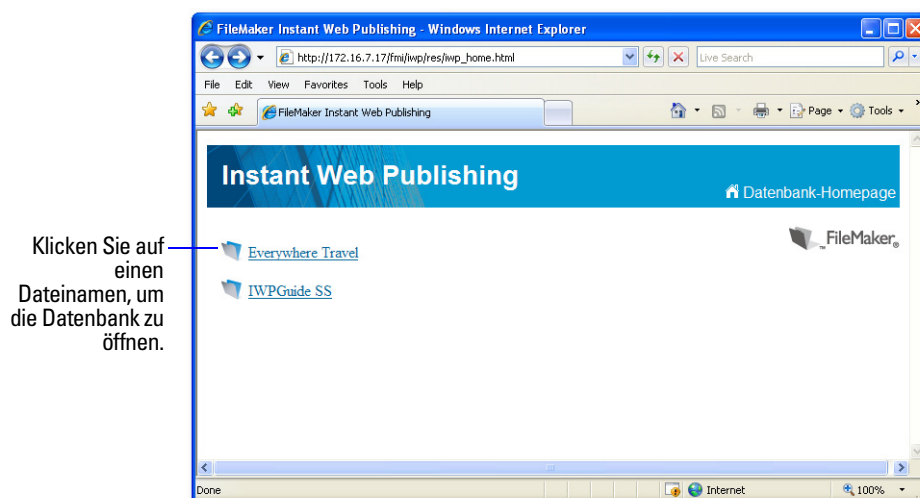 FileMaker Instant Web Publishing - Windows Internet Explorer
http://172.16.7.17/fmi/iwp/res/iwp_home.html
Live Search
File Edit View Favorites Tools Help
FileMaker Instant Web Publishing
Page Tools
Instant Web Publishing
Datenbank-Homepage
FileMaker®
Everywhere Travel
IWPGuide SS
Klicken Sie auf
einen
Dateinamen, um
die Datenbank zu
öffnen.
Done
Internet
100%